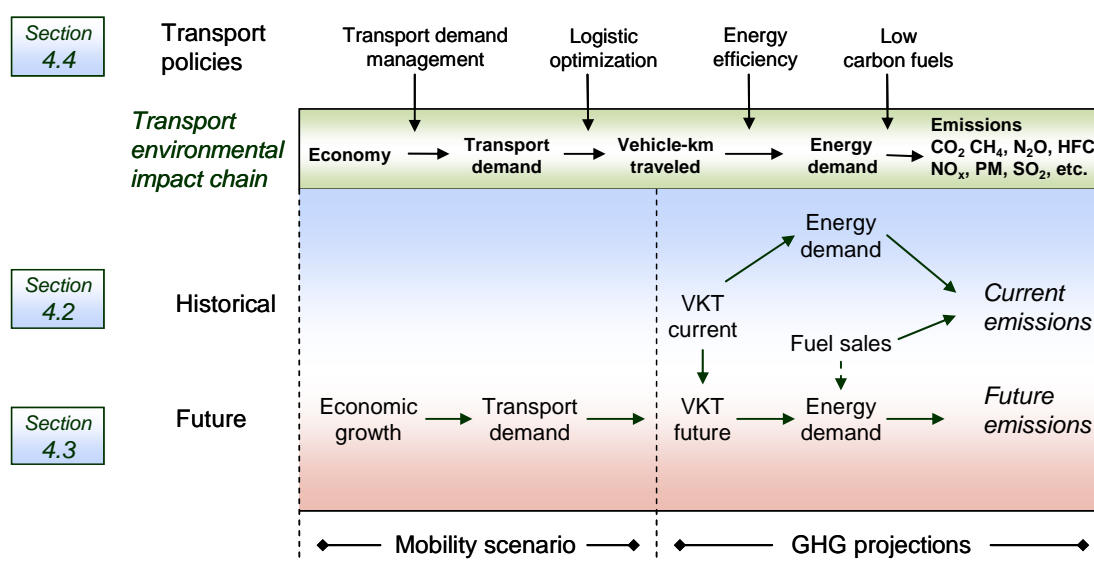 Section
4.4
Transport
policies
Transport demand
management
Logistic
optimization
Energy
efficiency
Low
carbon fuels
Transport
environmental
impact chain
Economy
Transport
demand
Vehicle-km
traveled
Energy
demand
Emissions
CO₂ CH₄, N₂O, HFC
NOₓ, PM, SO₂, etc.
Section
4.2
Historical
VKT
current
Energy
demand
Fuel sales
Current
emissions
Section
4.3
Future
Economic
growth
Transport
demand
VKT
future
Energy
demand
Future
emissions
Mobility scenario
GHG projections